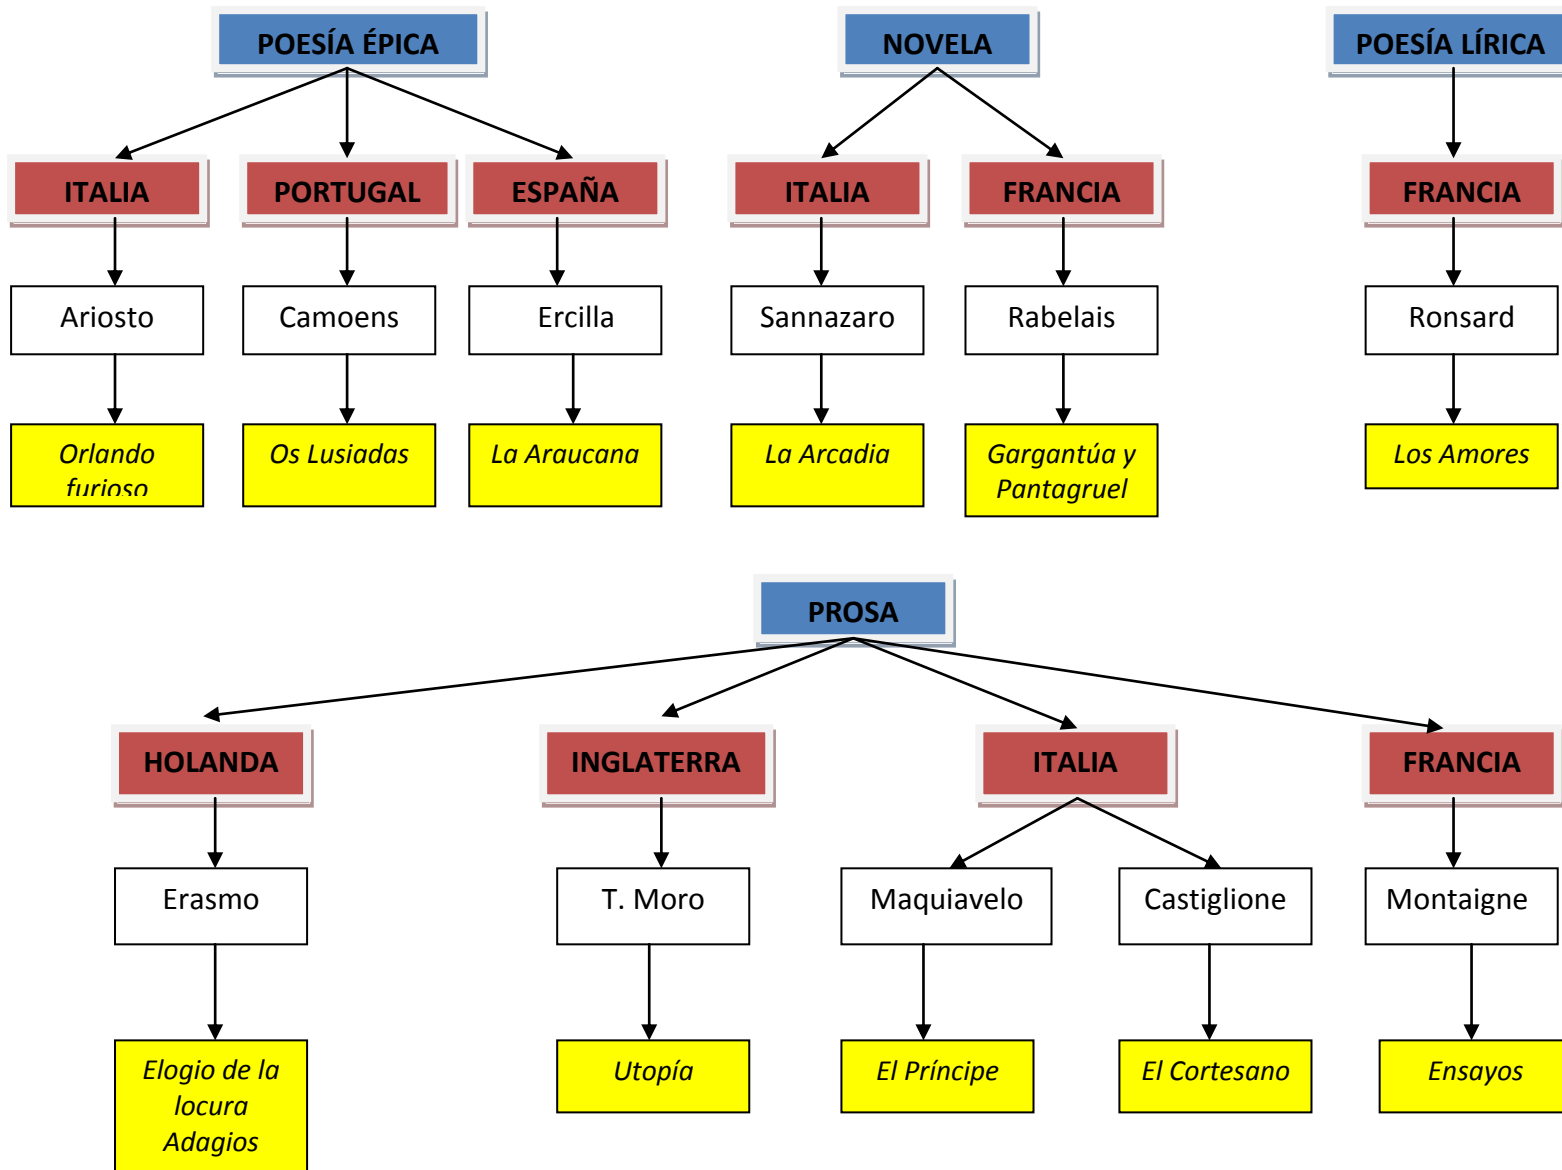 POESÍA ÉPICA
NOVELA
POESÍA LÍRICA
ITALIA
PORTUGAL
ESPAÑA
ITALIA
FRANCIA
FRANCIA
Ariosto
Camoens
Ercilla
Sannazaro
Rabelais
Ronsard
Orlando
furioso
Os Lusiadas
La Araucana
La Arcadia
Gargantúa y
Pantagruel
Los Amores
PROSA
HOLANDA
INGLATERRA
ITALIA
FRANCIA
Erasmo
T. Moro
Maquiavelo
Castiglione
Montaigne
Elogio de la
locura
Adagios
Utopía
El Príncipe
El Cortesano
Ensayos